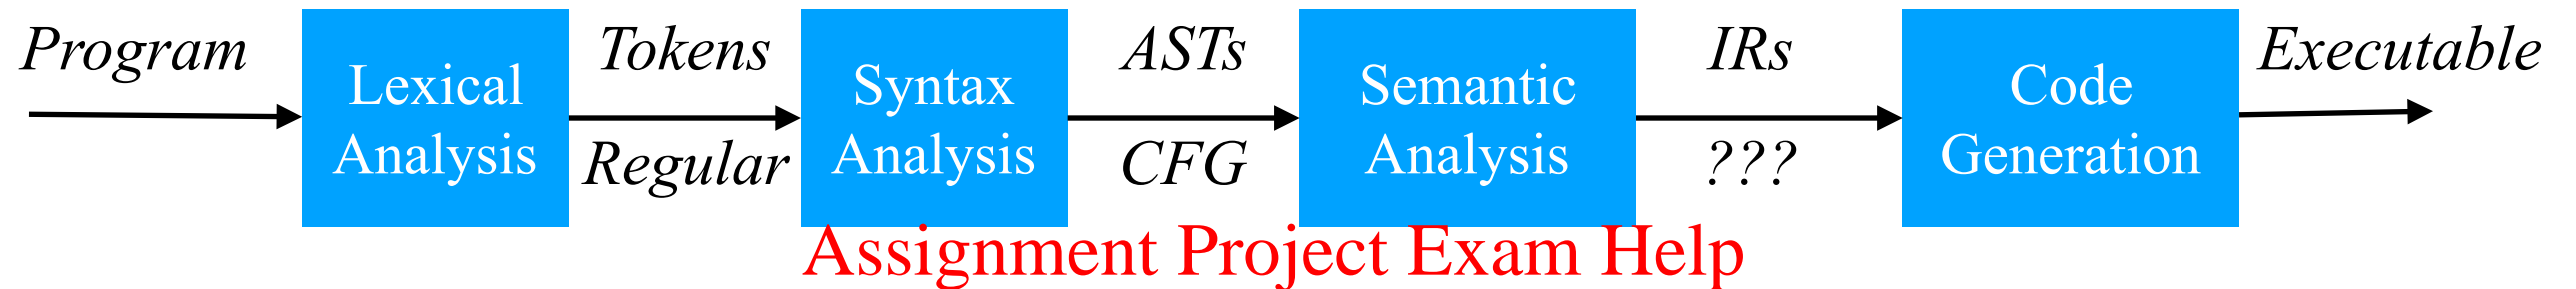 Program
Lexical
Analysis
Tokens
Regular
Syntax
Analysis
ASTs
CFG
Semantic
Analysis
IRs
???
Code
Generation
Executable
Assignment Project Exam Help